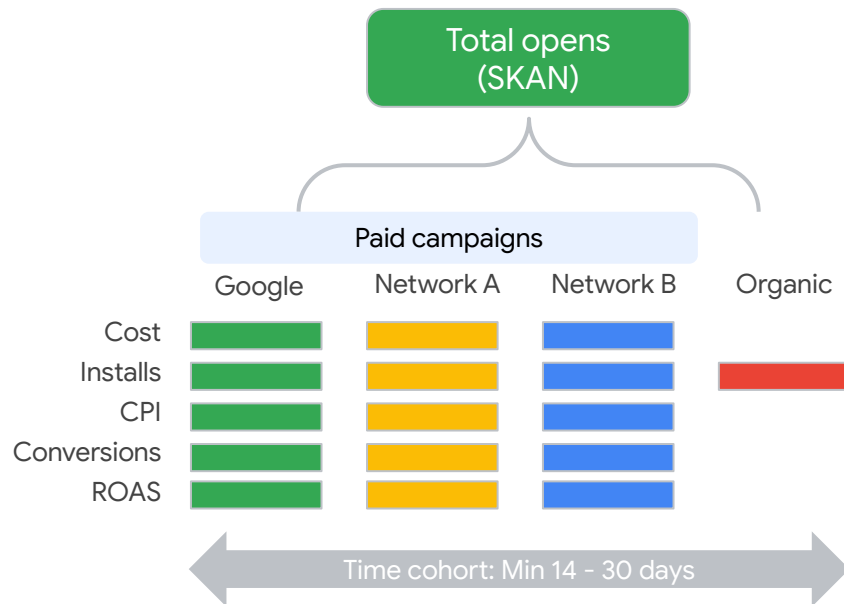 Total opens
(SKAN)
Paid campaigns
Google
Network A
Network B
Organic
Cost
Installs
CPI
Conversions
ROAS
Time cohort: Min 14 - 30 days